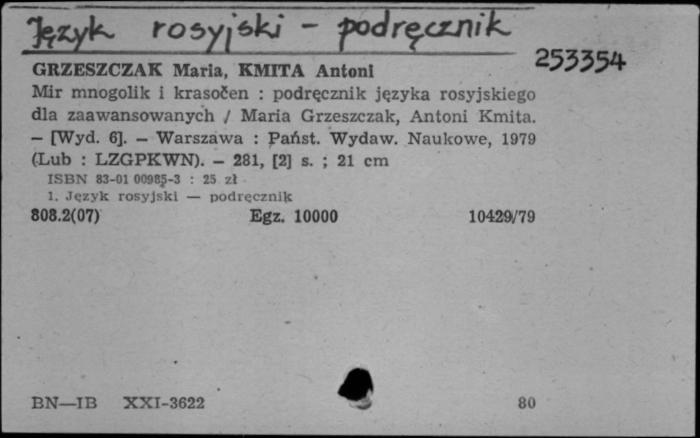 Język rosyjski - podręcznik
253354
GRZESZCZAK Maria, KMITA Antoni
Mir mnogolik i krasočen : podręcznik języka rosyjskiego
dla zaawansowanych / Maria Grzeszczak, Antoni Kmita.
— [Wyd. 6]. — Warszawa : Państ. Wydaw. Naukowe, 1979
(Lub : LZGPKWN). — 281, [2] s. ; 21 cm
ISBN 83-01 00985-3 : 25 zł
1. Język rosyjski — podręcznik
808.2(07) Egz. 10000 10429/79
BN—IB XXI-3622 80